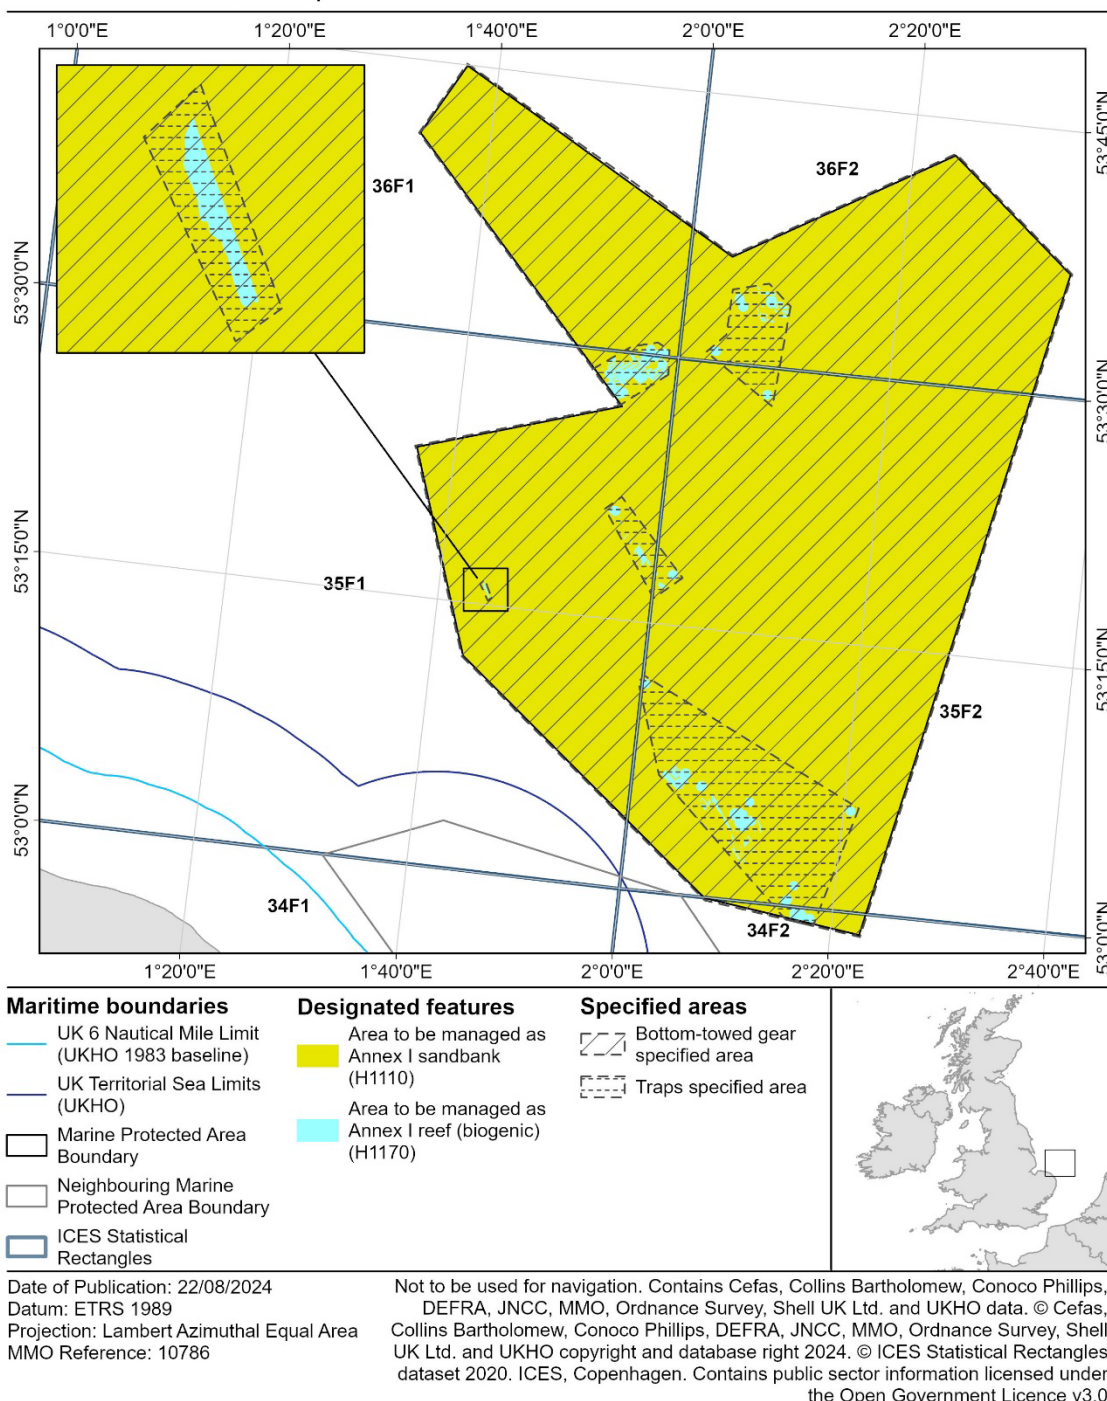 1°0'0"E
1°20'0"E
1°40'0"E
2°0'0"E
2°20'0"E
53°45'0"N
36F2
36F1
53°30'0"N
53°30'0"N
53°15'0"N
35F1
53°15'0"N
35F2
53°0'0"N
34F1
34F2
53°0'0"N
1°20'0"E
1°40'0"E
2°0'0"E
2°20'0"E
2°40'0"E
Maritime boundaries
UK 6 Nautical Mile Limit
(UKHO 1983 baseline)
UK Territorial Sea Limits
(UKHO)
Marine Protected Area
Boundary
Neighbouring Marine
Protected Area Boundary
ICES Statistical
Rectangles
Designated features
Area to be managed as
Annex I sandbank
(H1110)
Area to be managed as
Annex I reef (biogenic)
(H1170)
Specified areas
Bottom-towed gear
specified area
Traps specified area
Date of Publication: 22/08/2024
Datum: ETRS 1989
Projection: Lambert Azimuthal Equal Area
MMO Reference: 10786
Not to be used for navigation. Contains Cefas, Collins Bartholomew, Conoco Phillips,
DEFRA, JNCC, MMO, Ordnance Survey, Shell UK Ltd. and UKHO data. © Cefas,
Collins Bartholomew, Conoco Phillips, DEFRA, JNCC, MMO, Ordnance Survey, Shell
UK Ltd. and UKHO copyright and database right 2024. © ICES Statistical Rectangles
dataset 2020. ICES, Copenhagen. Contains public sector information licensed under
the Open Government Licence v3.0